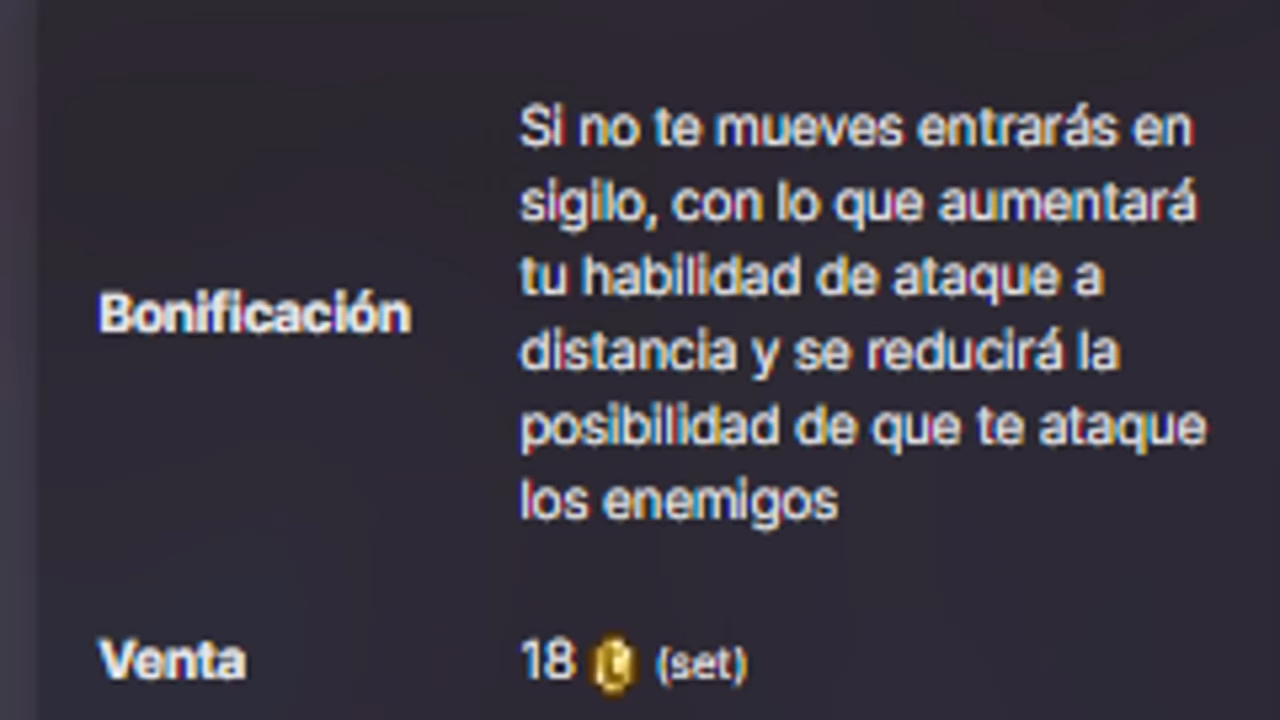 Si no te mueves entrarás en
sigilo, con lo que aumentará
tu habilidad de ataque a
Bonificación
distancia y se reducirá la
posibilidad de que te ataque
los enemigos
Venta
18 (set)